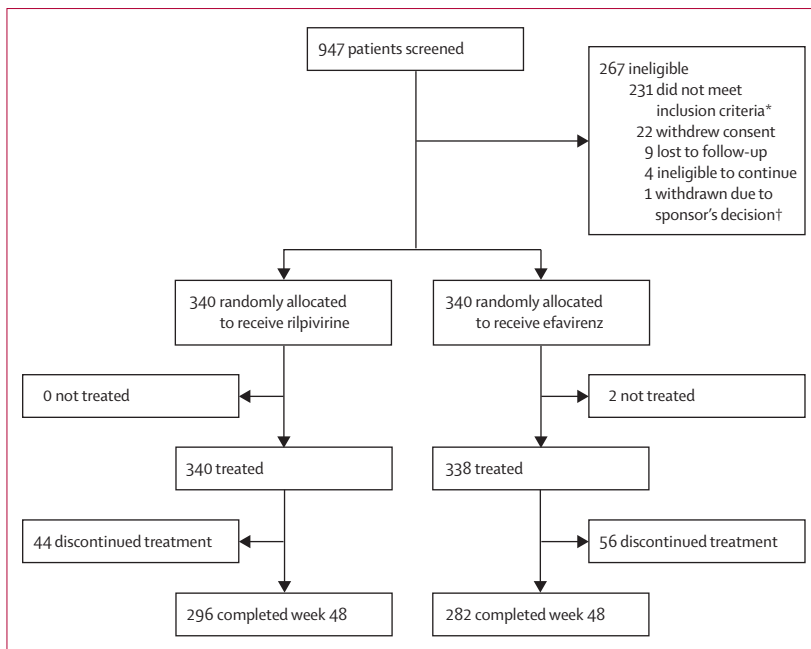 947 patients screened
267 ineligible
231 did not meet
inclusion criteria*
22 withdrew consent
9 lost to follow-up
4 ineligible to continue
1 withdrawn due to
sponsor's decision†
340 randomly allocated
to receive rilpivirine
340 randomly allocated
to receive efavirenz
0 not treated
2 not treated
340 treated
338 treated
44 discontinued treatment
56 discontinued treatment
296 completed week 48
282 completed week 48